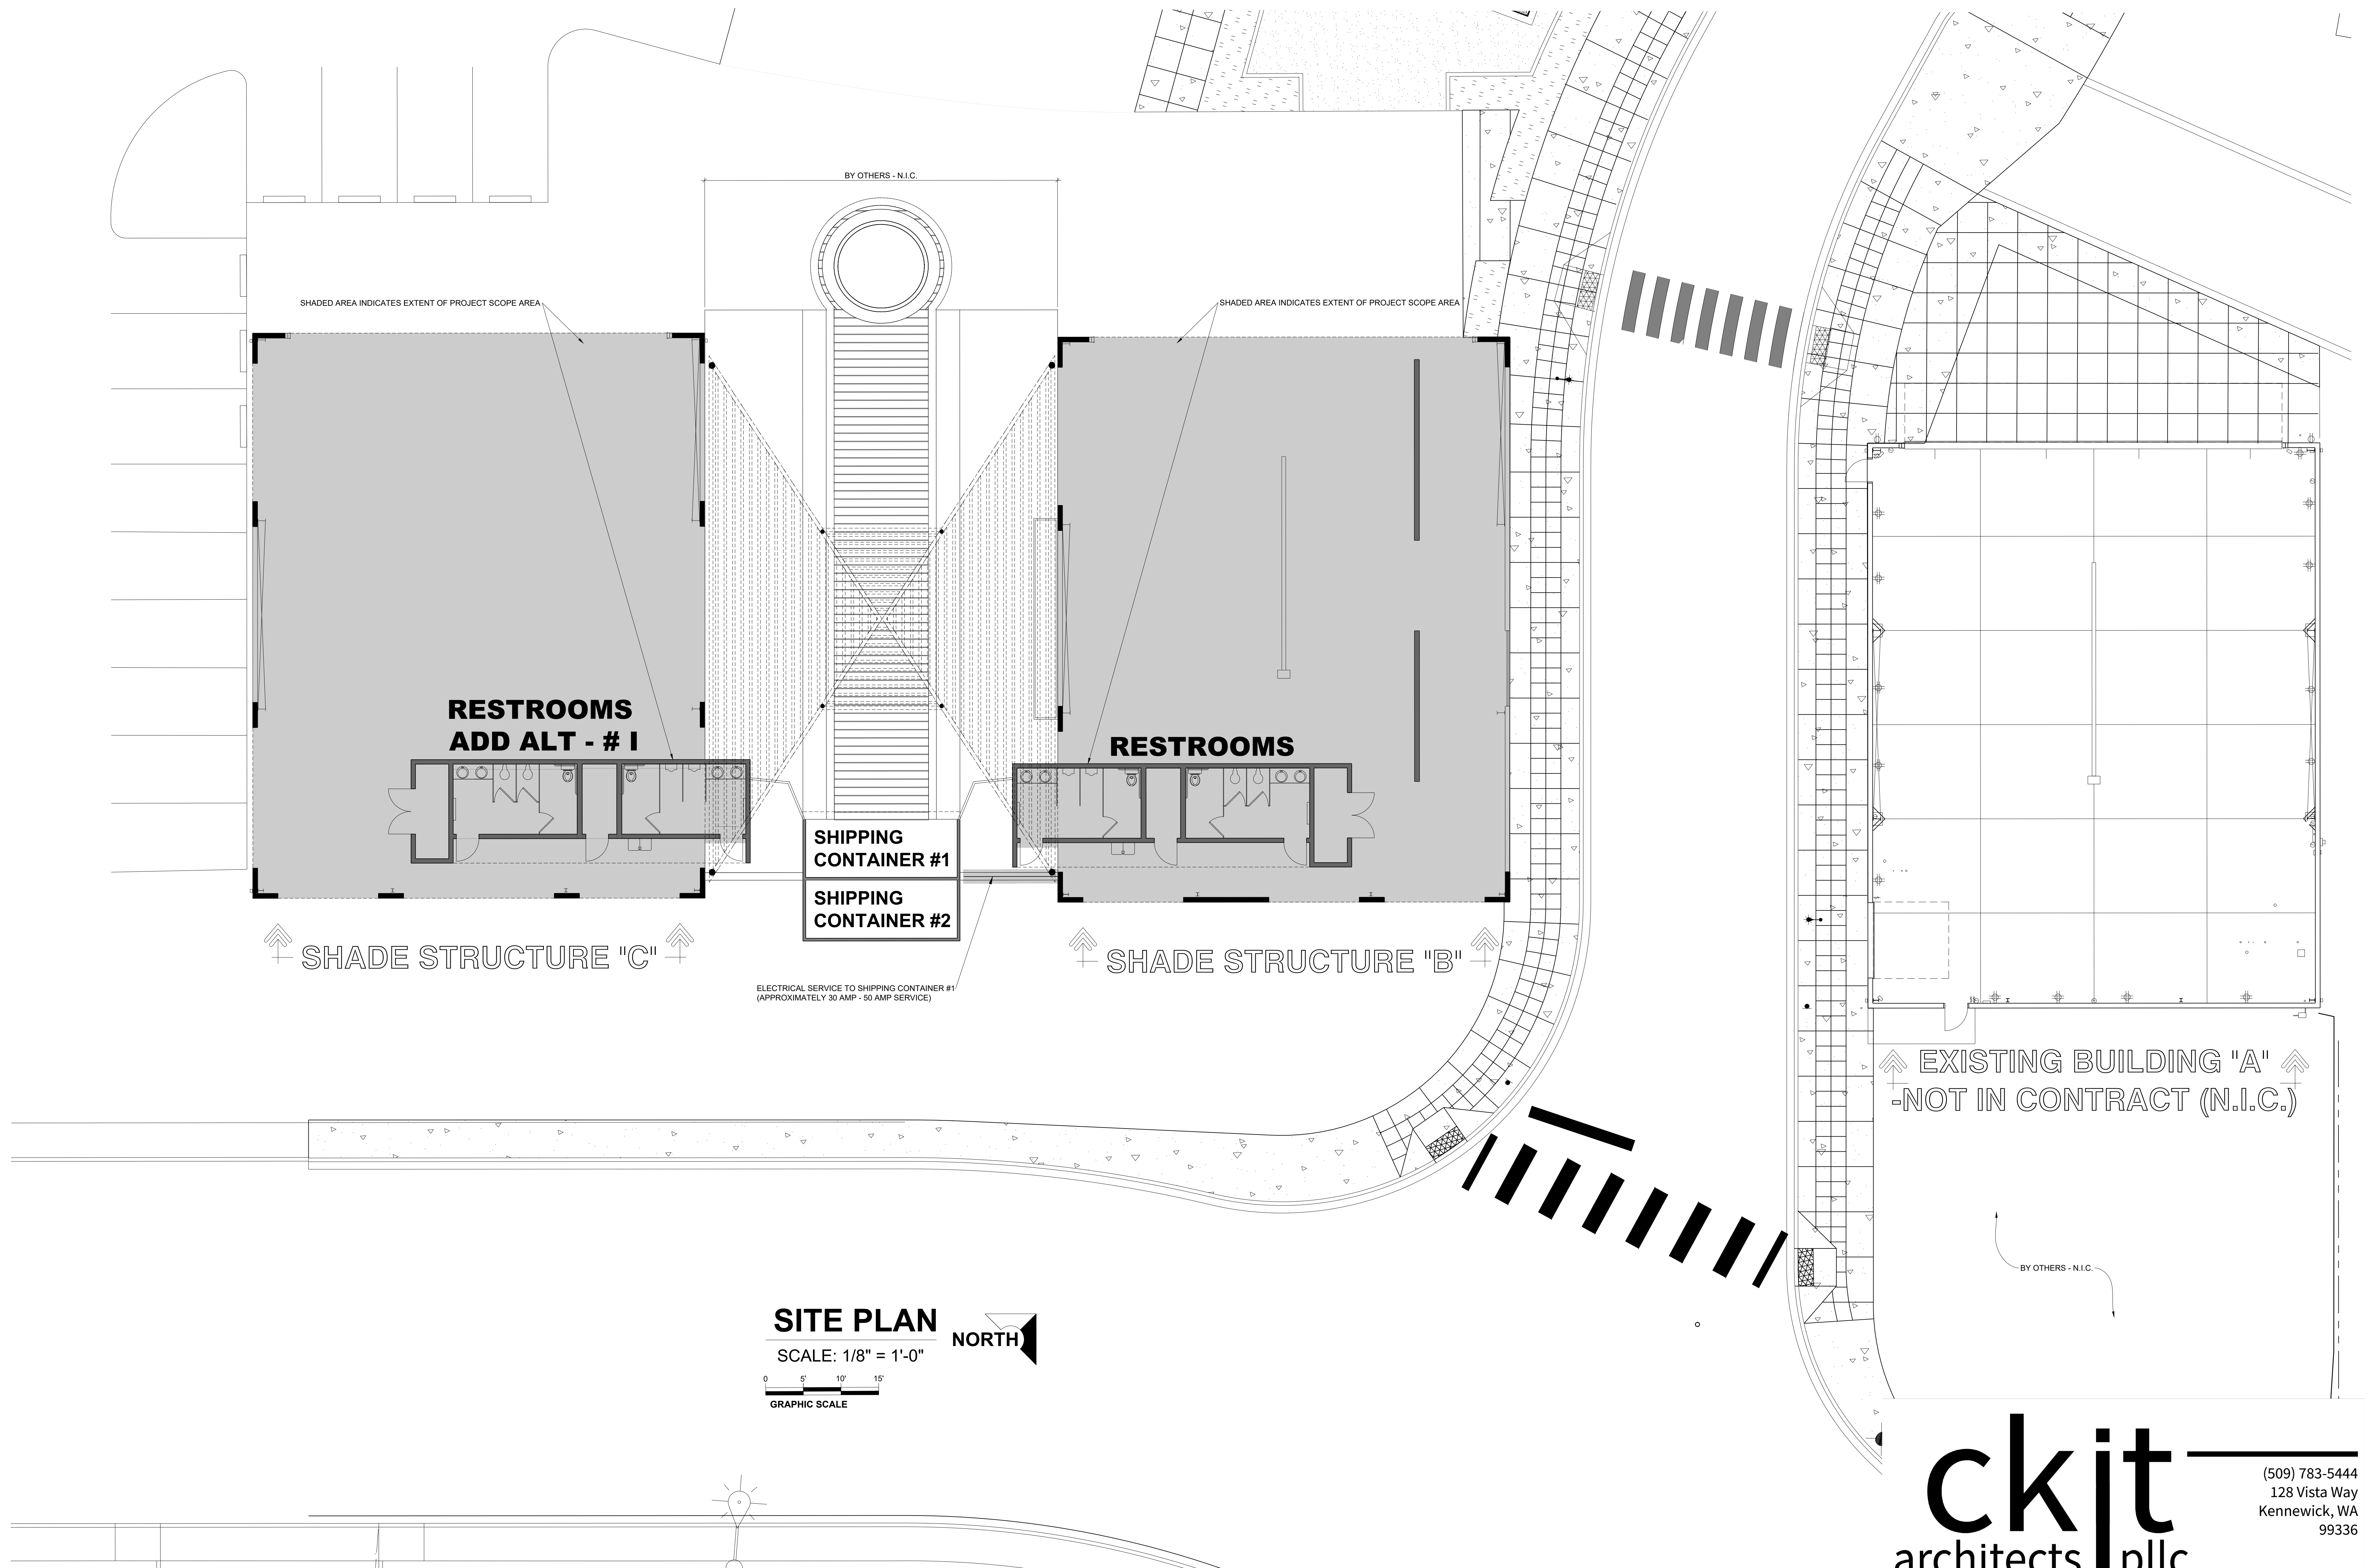 BY OTHERS - N.I.C.
SHADED AREA INDICATES EXTENT OF PROJECT SCOPE AREA
SHADED AREA INDICATES EXTENT OF PROJECT SCOPE AREA
RESTROOMS
ADD ALT - # I
RESTROOMS
SHIPPING
CONTAINER #1
SHIPPING
CONTAINER #2
SHADE STRUCTURE "C"
SHADE STRUCTURE "B"
ELECTRICAL SERVICE TO SHIPPING CONTAINER #1
(APPROXIMATELY 30 AMP - 50 AMP SERVICE)
EXISTING BUILDING "A"
-NOT IN CONTRACT (N.I.C.)
BY OTHERS - N.I.C.
SITE PLAN
SCALE: 1/8" = 1'-0"
NORTH
0 5' 10' 15'
GRAPHIC SCALE
ckjt
architects pllc
(509) 783-5444
128 Vista Way
Kennewick, WA
99336